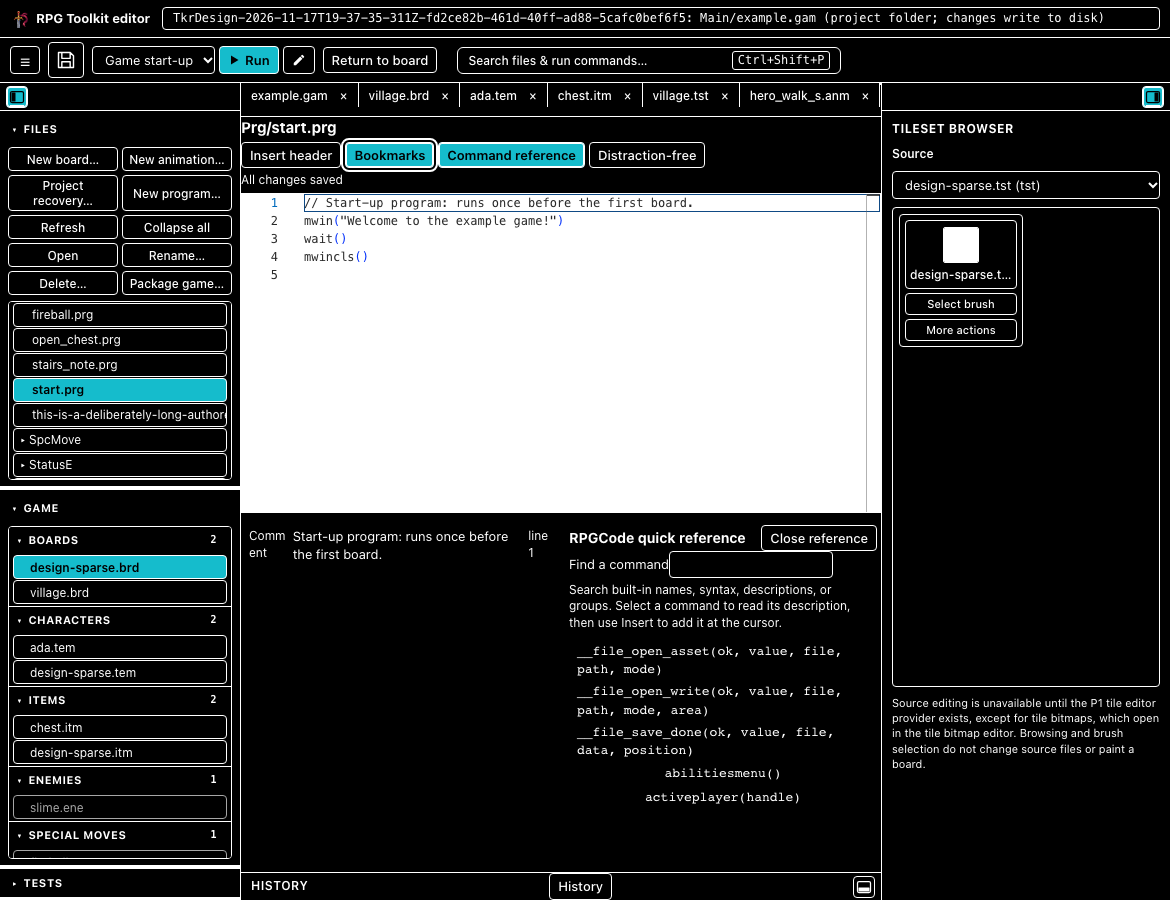 RPG Toolkit editor
TkrDesign-2026-11-17T19-37-35-311Z-fd2ce82b-461d-40ff-ad88-5cafc0bef6f5: Main/example.gam (project folder; changes write to disk)
Game start-up
Run
Return to board
Search files & run commands...
Ctrl+Shift+P
FILES
New board...
New animation...
Project recovery...
New program...
Refresh
Collapse all
Open
Rename...
Delete...
Package game...
fireball.prg
open_chest.prg
stairs_note.prg
start.prg
this-is-a-deliberately-long-author
SpcMove
StatusE
GAME
BOARDS 2
design-sparse.brd
village.brd
CHARACTERS 2
ada.tem
design-sparse.tem
ITEMS 2
chest.itm
design-sparse.itm
ENEMIES 1
slime.ene
SPECIAL MOVES 1
TESTS
example.gam ×
village.brd ×
ada.tem ×
chest.itm ×
village.tst ×
hero_walk_s.anm ×
Prg/start.prg
Insert header
Bookmarks
Command reference
Distraction-free
All changes saved
1 // Start-up program: runs once before the first board.
2 mwin("Welcome to the example game!")
3 wait()
4 mwincls()
5
Comm
ent
Start-up program: runs once before
the first board.
line
1
RPGCode quick reference
Close reference
Find a command
Search built-in names, syntax, descriptions, or
groups. Select a command to read its description,
then use Insert to add it at the cursor.
__file_open_asset(ok, value, file,
path, mode)
__file_open_write(ok, value, file,
path, mode, area)
__file_save_done(ok, value, file,
data, position)
abilitiesmenu()
activeplayer(handle)
HISTORY
History
TILESET BROWSER
Source
design-sparse.tst (tst)
design-sparse.t...
Select brush
More actions
Source editing is unavailable until the P1 tile editor
provider exists, except for tile bitmaps, which open
in the tile bitmap editor. Browsing and brush
selection do not change source files or paint a
board.